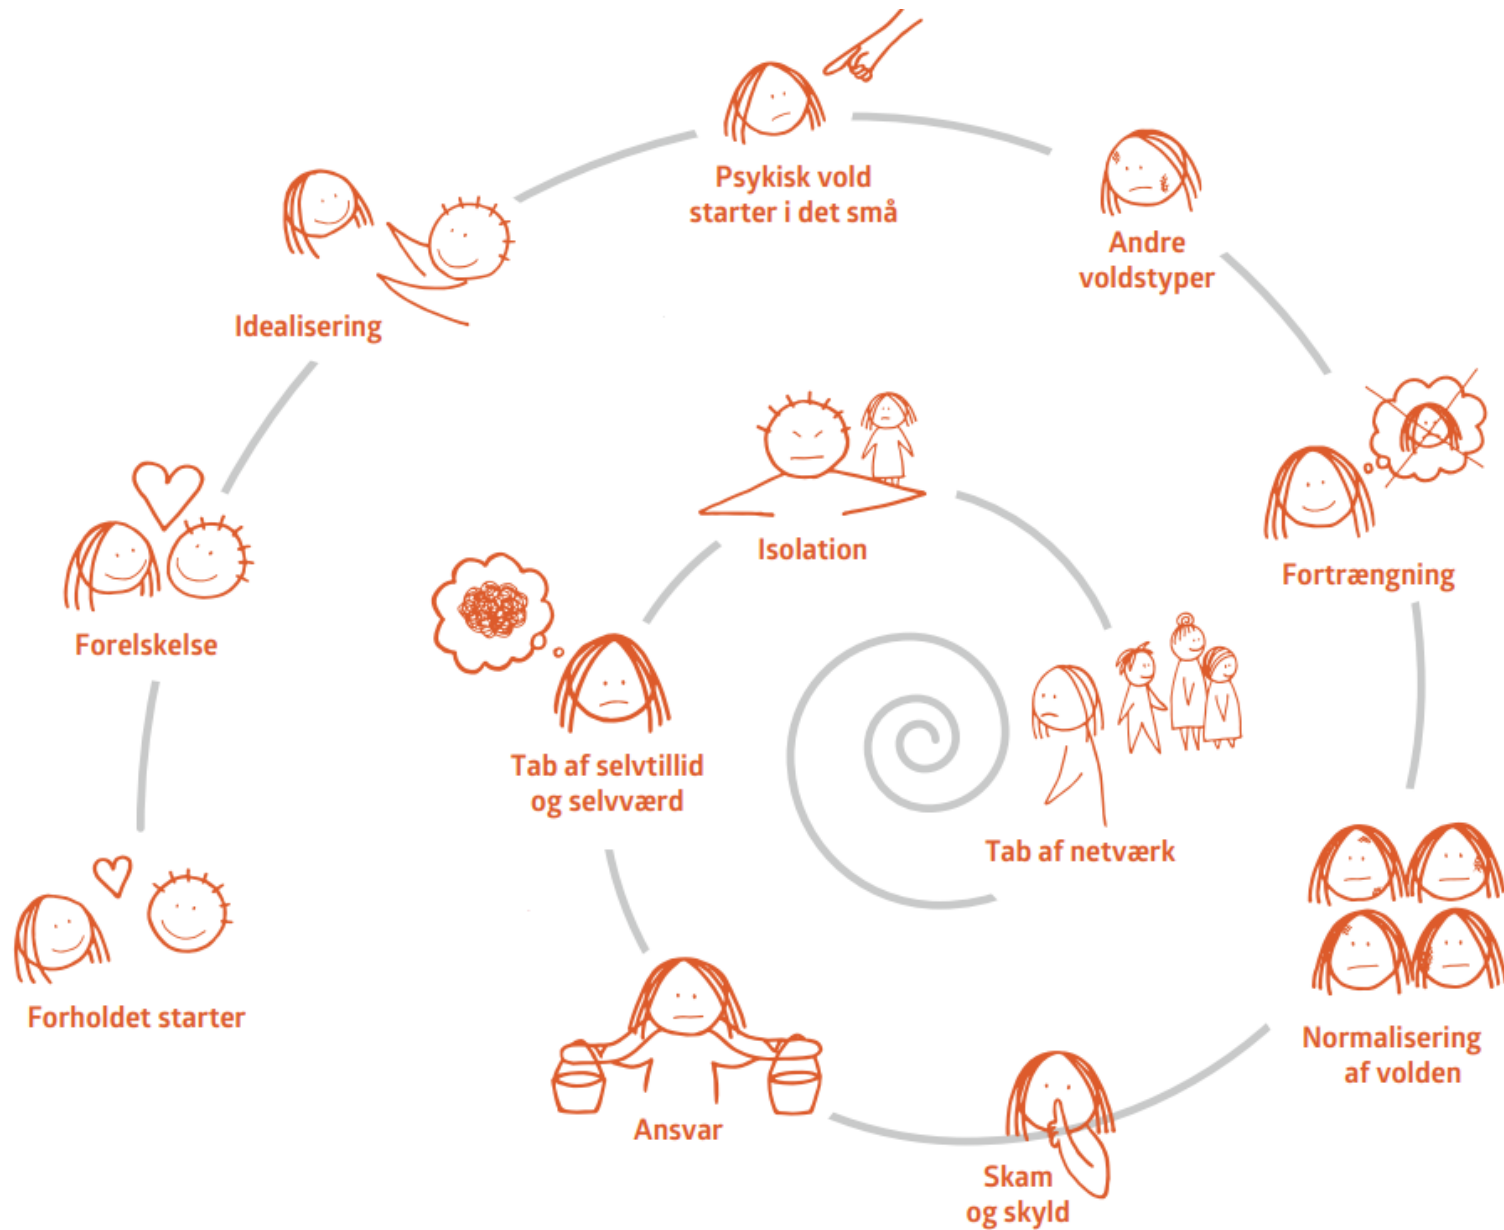 Forholdet starter
Forelskelse
Idealisering
Psykisk vold
starter i det små
Andre
voldstyper
Fortrængning
Normalisering
af volden
Skam
og skyld
Ansvar
Tab af selvtillid
og selvværd
Isolation
Tab af netværk